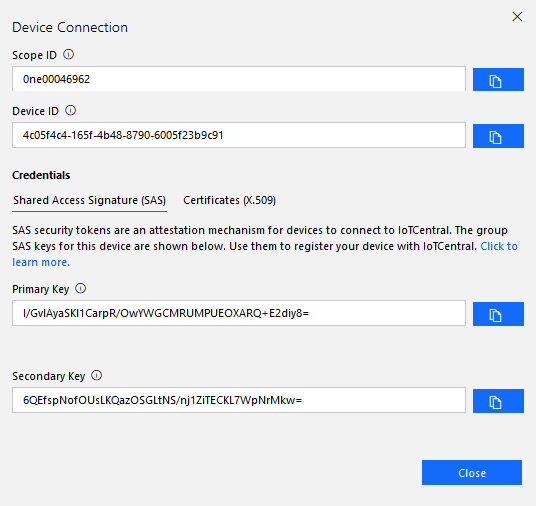 Device Connection
Scope ID
0ne00046962
Device ID
4c05f4c4-165f-4b48-8790-6005f23b9c91
Credentials
Shared Access Signature (SAS) Certificates (X.509)
SAS security tokens are an attestation mechanism for devices to connect to IoTCentral. The group
SAS keys for this device are shown below. Use them to register your device with IoTCentral. Click to
learn more.
Primary Key
I/GvIAyaSKI1CarpR/OwYWGCMRUMPUEOXARQ+E2diy8=
Secondary Key
6QEfspNofOUsLKQazOSGLtNS/nj1ZiTECKL7WpNrMkw=
Close